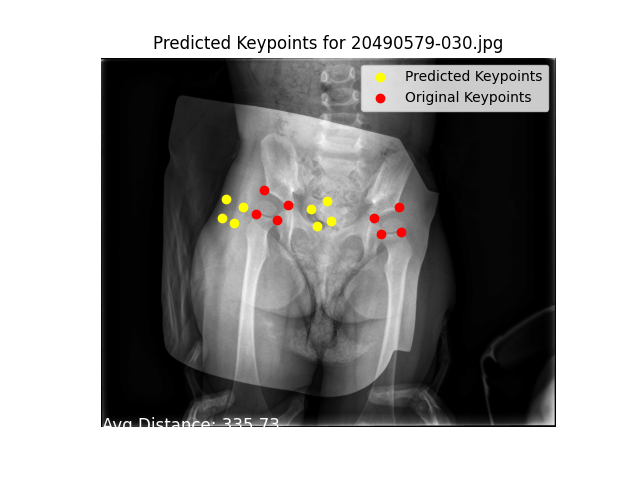 Predicted Keypoints for 20490579-030.jpg
Predicted Keypoints
Original Keypoints
Avg Distance: 335.73